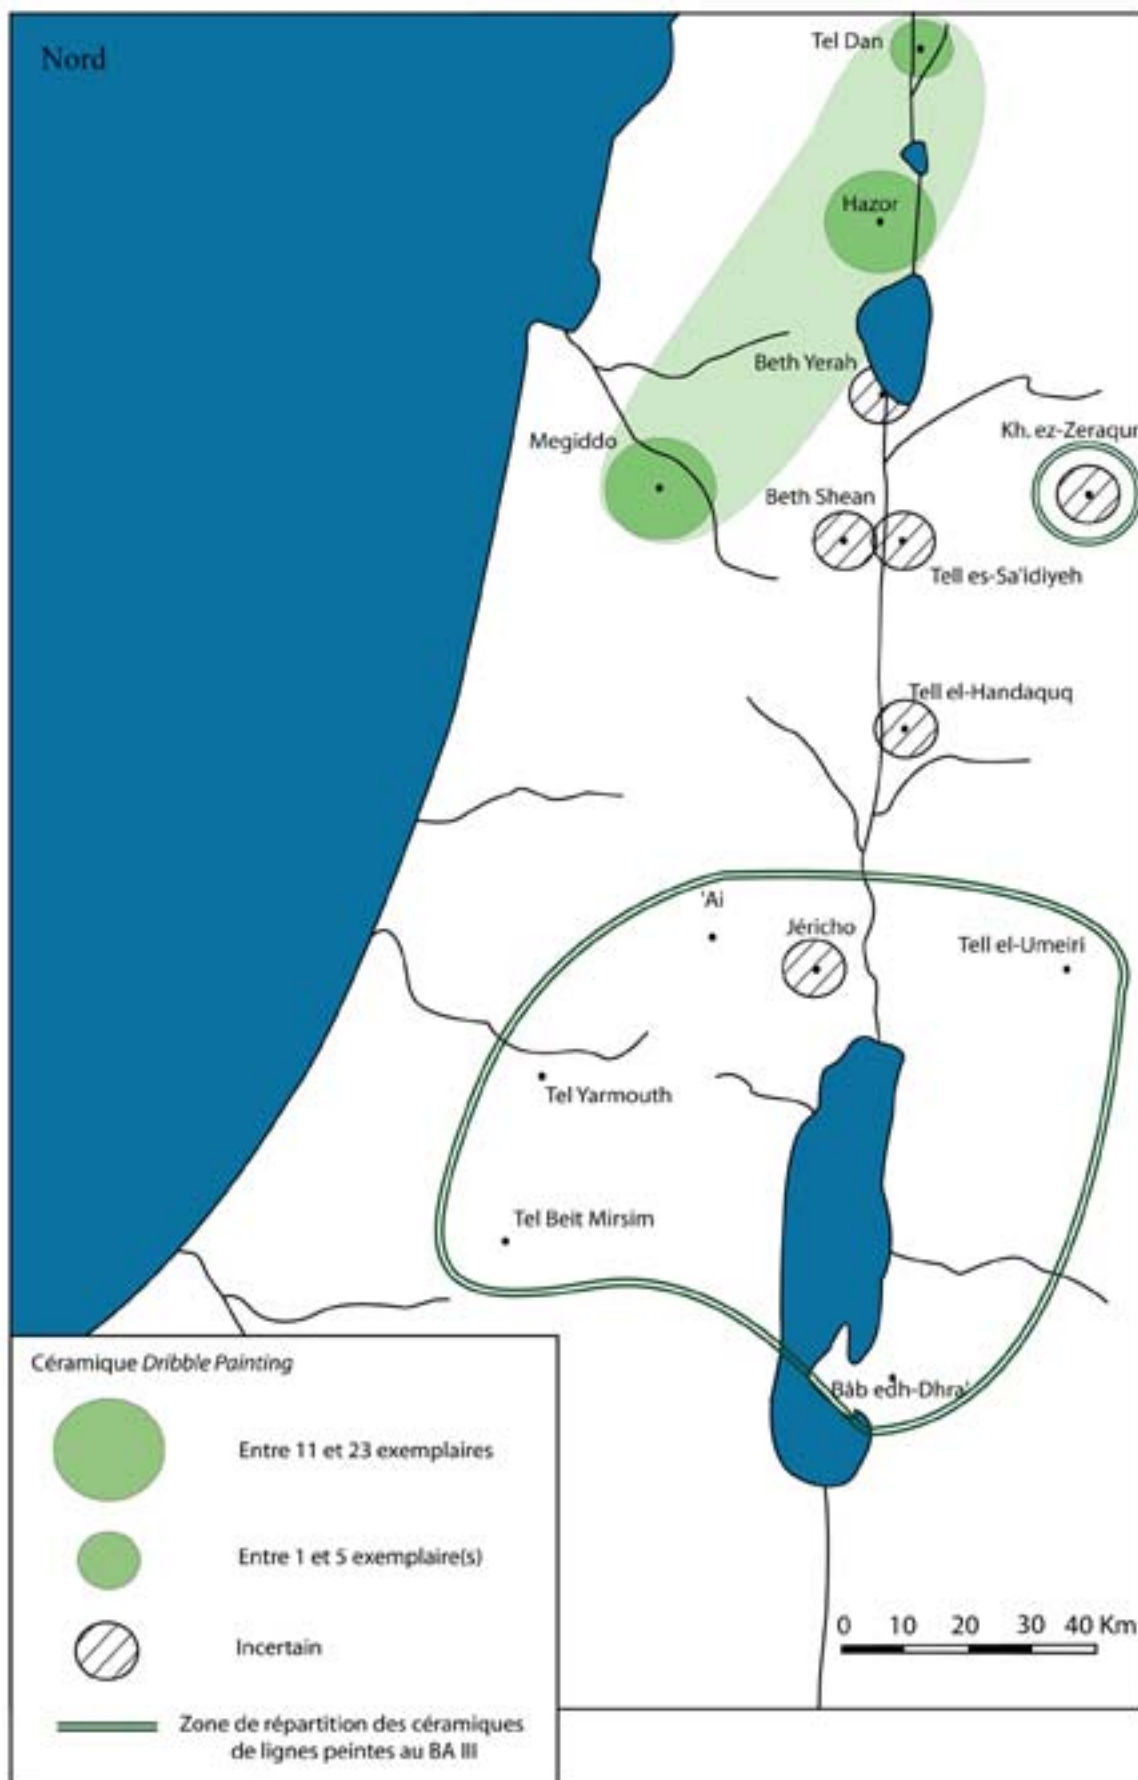 Nord
Tel Dan
Hazor
Beth Yerah
Kh. ez-Zeraqun
Megiddo
Beth Shean
Tell es-Sa'idiyeh
Tell el-Handaquq
'Ai
Jéricho
Tell el-Umeiri
Tel Yarmouth
Tel Beit Mirsim
Bâb edh-Dhra'
Céramique Dribble Painting
Entre 11 et 23 exemplaires
Entre 1 et 5 exemplaire(s)
Incertain
Zone de répartition des céramiques
de lignes peintes au BA III
0 10 20 30 40 Km